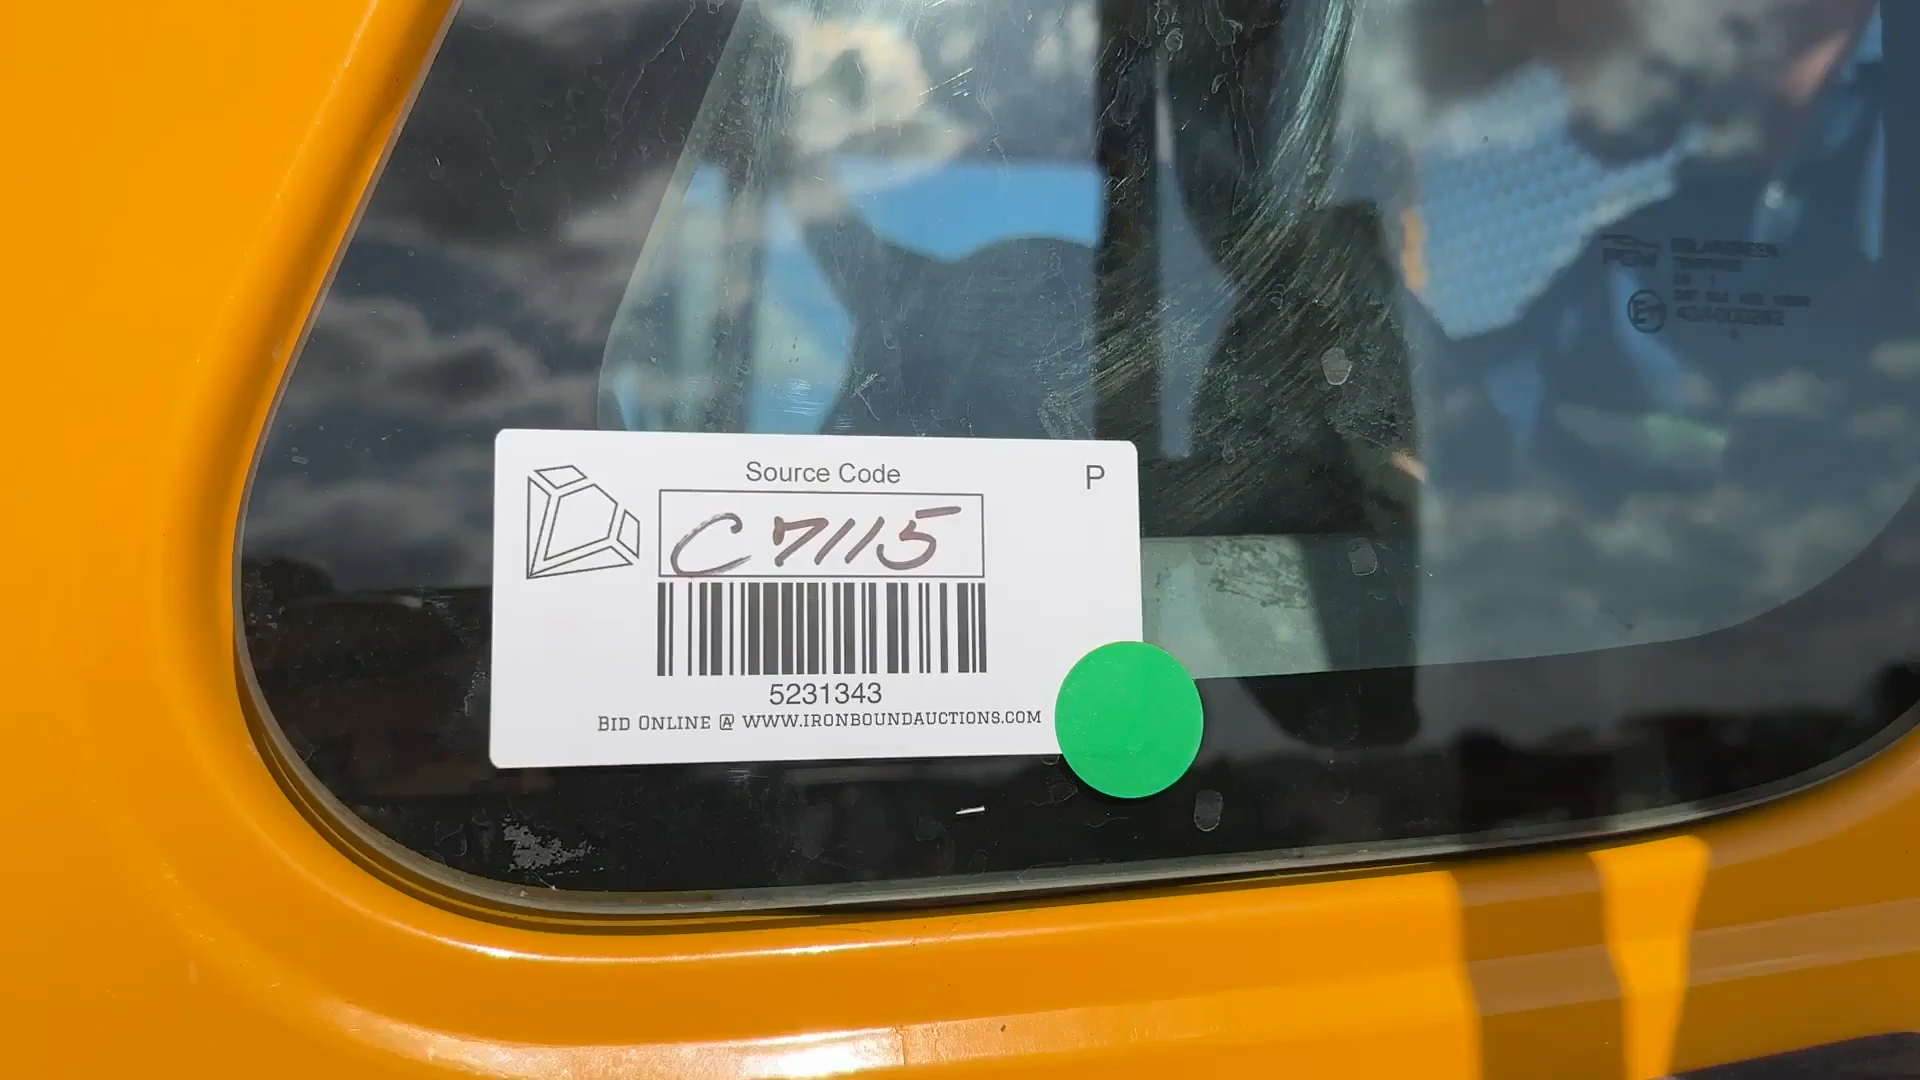 Source Code
P
C7115
5231343
BID ONLINE @ WWW.IRONBOUNDAUCTIONS.COM